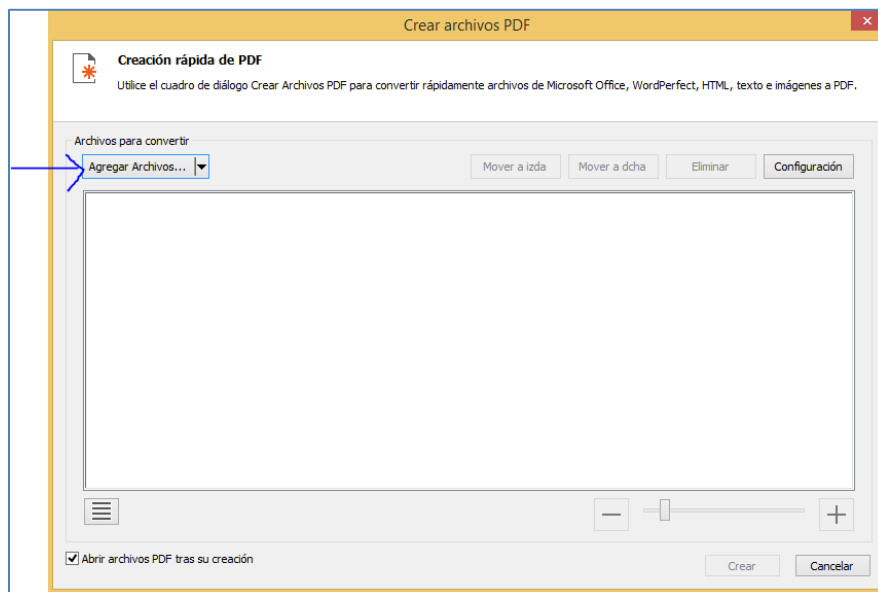 Crear archivos PDF
Creación rápida de PDF
Utilice el cuadro de diálogo Crear Archivos PDF para convertir rápidamente archivos de Microsoft Office, WordPerfect, HTML, texto e imágenes a PDF.
Archivos para convertir
Agregar Archivos... Mover a izda Mover a dcha Eliminar Configuración
Abrir archivos PDF tras su creación
Crear Cancelar